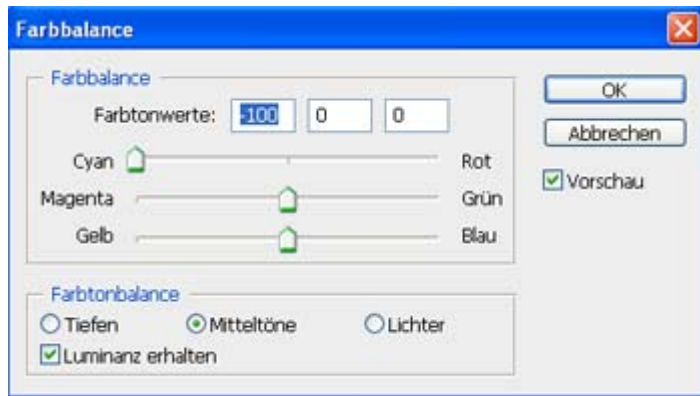 Farbbalance
Farbbalance
Farbtonwerte: -100 0 0
Cyan Rot
Magenta Grün
Gelb Blau
Farbtonbalance
Tiefen Mitteltöne Lichter
Luminanz erhalten
OK
Abbrechen
Vorschau